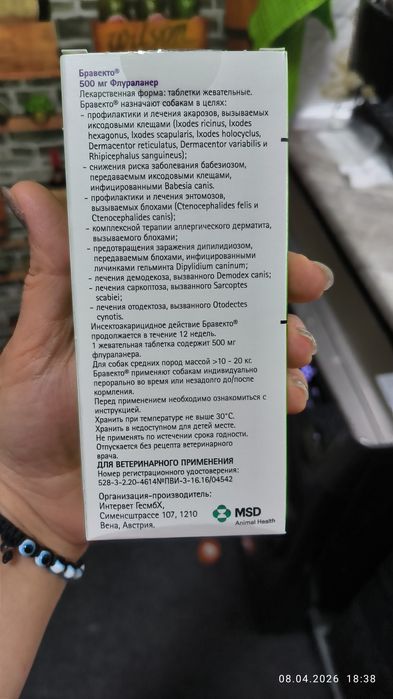 Бравекто®
500 мг Флураланер
Лекарственная форма: таблетки жевательные.
Бравекто® назначают собакам в целях:
- профилактики и лечения акарозов, вызываемых
иксодовыми клещами (Ixodes ricinus, Ixodes
hexagonus, Ixodes scapularis, Ixodes holocyclus,
Dermacentor reticulatus, Dermacentor variabilis и
Rhipicephalus sanguineus);
- снижения риска заболевания бабезиозом,
передаваемым иксодовыми клещами,
инфицированными Babesia canis.
- профилактики и лечения энтомозов,
вызываемых блохами (Ctenocephalides felis и
Ctenocephalides canis);
- комплексной терапии аллергического дерматита,
вызываемого блохами;
- предотвращения заражения дипилидиозом,
передаваемым блохами, инфицированными
личинками гельминта Dipylidium caninum;
- лечения демодекоза, вызванного Demodex canis;
- лечения саркоптоза, вызванного Sarcoptes
scabiei;
- лечения отодектоза, вызванного Otodectes
cynotis.
Инсектоакарицидное действие Бравекто®
продолжается в течение 12 недель.
1 жевательная таблетка содержит 500 мг
флураланера.
Для собак средних пород массой >10 - 20 кг.
Бравекто® применяют собакам индивидуально
перорально во время или незадолго до/после
кормления.
Перед применением необходимо ознакомиться с
инструкцией.
Хранить при температуре не выше 30°C.
Хранить в недоступном для детей месте.
Не применять по истечении срока годности.
Отпускается без рецепта ветеринарного
врача.
ДЛЯ ВЕТЕРИНАРНОГО ПРИМЕНЕНИЯ
Номер регистрационного удостоверения:
528-3-2.20-4614№ПВИ-3-16.16/04542
Организация-производитель:
Интервет ГесмбХ,
Сименсштрассе 107, 1210
Вена, Австрия.
MSD
Animal Health
08.04.2026 18:38